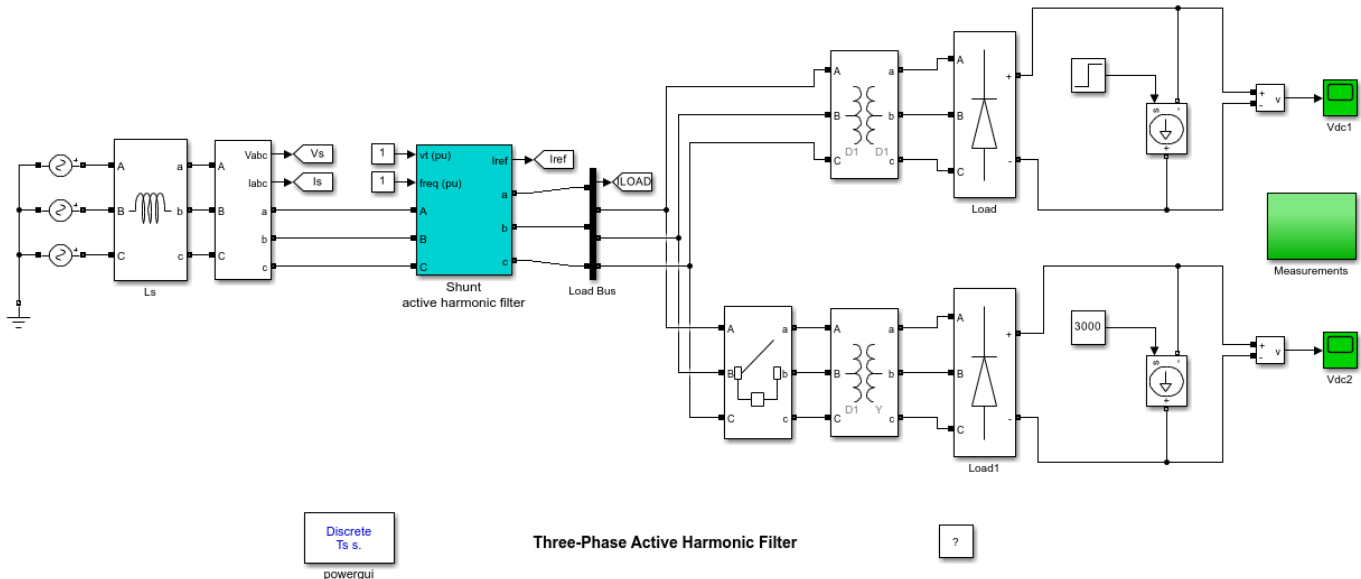 A
B
C
a
b
c
Ls
A
B
C
Vabc
Iabc
a
b
c
Vs
Is
1
1
vt (pu)
freq (pu)
A
B
C
Iref
a
b
c
Shunt
active harmonic filter
Iref
ILOAD
Load Bus
A
B
C
a
b
c
D1 D1
A
B
C
+
-
Load
s
-
+
+
-
v
Vdc1
Measurements
A
B
C
a
b
c
A
B
C
a
b
c
D1 Y
A
B
C
+
-
Load1
3000
s
-
+
+
-
v
Vdc2
Discrete
Ts s.
powergui
Three-Phase Active Harmonic Filter
?